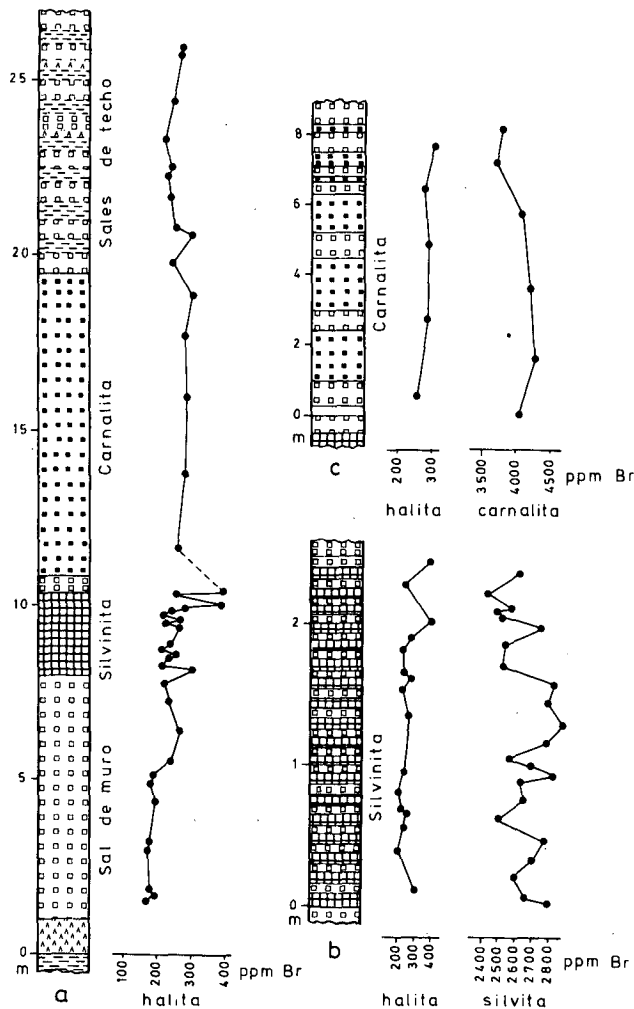 25
20
15
10
5
0
m
a
Sales de techo
Carnalita
Silvinita
Sal de muro
100
200
300
400
ppm Br
halita
8
6
4
2
0
m
c
Carnalita
200
300
halita
3500
4000
4500
ppm Br
carnalita
2
1
0
m
b
Silvinita
200
300
400
halita
2400
2500
2600
2700
2800
ppm Br
silvita